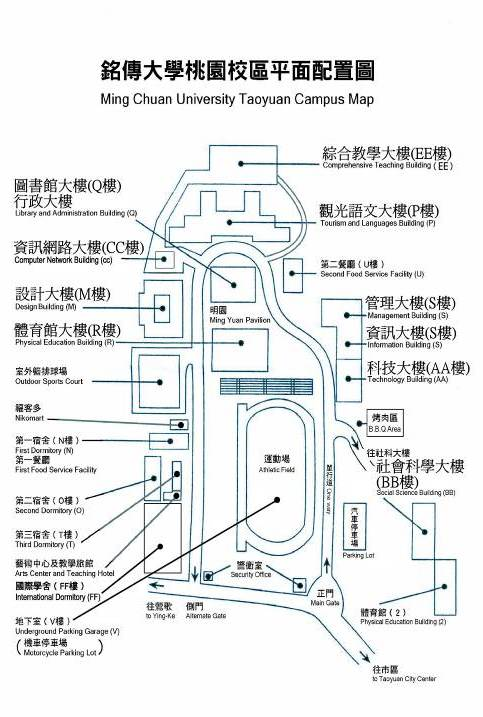 銘傳大學桃園校區平面配置圖
Ming Chuan University Taoyuan Campus Map
綜合教學大樓(EE樓)
Comprehensive Teaching Building (EE)
圖書館大樓(Q樓)
行政大樓
Library and Administration Building (Q)
觀光語文大樓(P樓)
Tourism and Languages Building (P)
資訊網路大樓(CC樓)
Computer Network Building (cc)
第二餐廳 (U樓)
Second Food Service Facility (U)
設計大樓(M樓)
Design Building (M)
明園
Ming Yuan Pavilion
管理大樓(S樓)
Management Building (S)
體育館大樓(R樓)
Physical Education Building (R)
資訊大樓(S樓)
Information Building (S)
室外籃排球場
Outdoor Sports Court
科技大樓(AA樓)
Technology Building (AA)
福客多
Nikomart
烤肉區
B.B.Q Area
第一宿舍 (N樓)
First Dormitory (N)
第一餐廳
First Food Service Facility
運動場
Athletic Field
單行道 One way
往社科大樓
社會科學大樓
(BB樓)
Social Science Building (BB)
第二宿舍 (O樓)
Second Dormitory (O)
第三宿舍 (T樓)
Third Dormitory (T)
汽車停車場
Parking Lot
藝術中心及教學旅館
Arts Center and Teaching Hotel
警衛室
Security Office
國際學舍 (FF樓)
International Dormitory (FF)
往鶯歌
to Ying-Ke
側門
Alternate Gate
正門
Main Gate
體育館 (2)
Physical Education Building (2)
地下室 (V樓)
Underground Parking Garage (V)
(機車停車場
Motorcycle Parking Lot)
往市區
to Taoyuan City Center